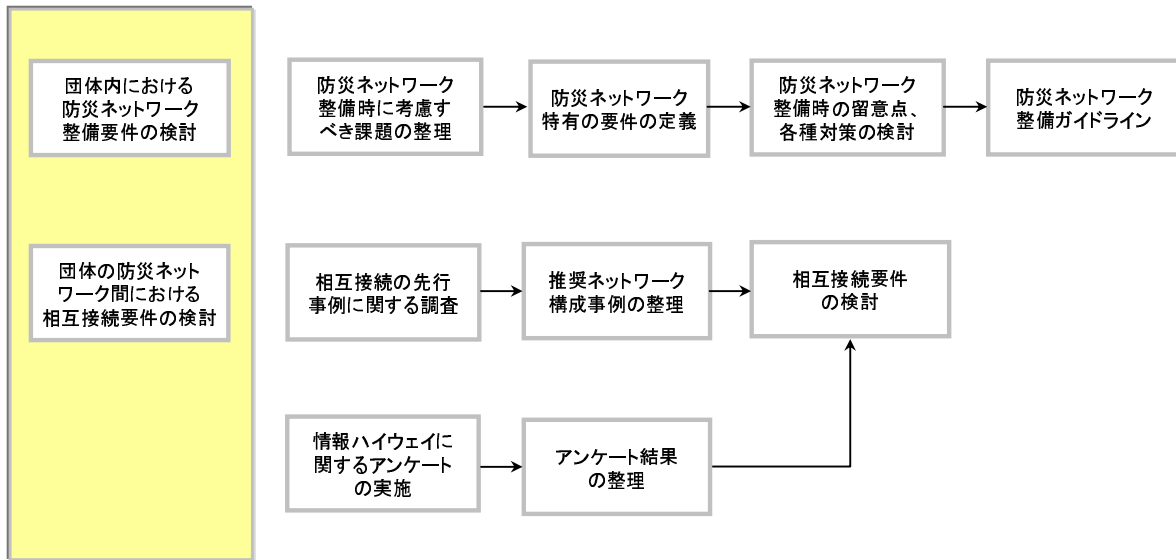 団体内における
防災ネットワーク
整備要件の検討
防災ネットワーク
整備時に考慮す
べき課題の整理
防災ネットワーク
特有の要件の定義
防災ネットワーク
整備時の留意点、
各種対策の検討
防災ネットワーク
整備ガイドライン
団体の防災ネット
ワーク間における
相互接続要件の検討
相互接続の先行
事例に関する調査
推奨ネットワーク
構成事例の整理
相互接続要件
の検討
情報ハイウェイに
関するアンケート
の実施
アンケート結果
の整理